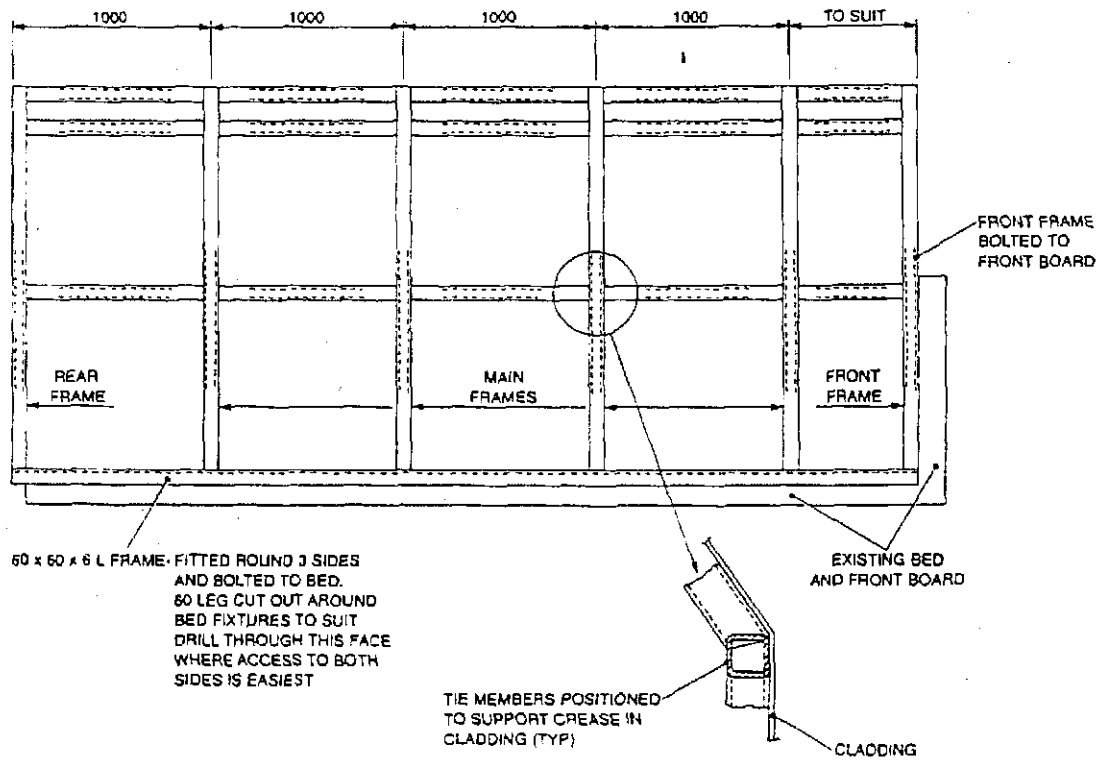 1000
1000
1000
1000
TO SUIT
FRONT FRAME
BOLTED TO
FRONT BOARD
REAR
FRAME
MAIN
FRAMES
FRONT
FRAME
60 x 60 x 6 L FRAME - FITTED ROUND 3 SIDES
AND BOLTED TO BED.
60 LEG CUT OUT AROUND
BED FIXTURES TO SUIT
DRILL THROUGH THIS FACE
WHERE ACCESS TO BOTH
SIDES IS EASIEST
EXISTING BED
AND FRONT BOARD
TIE MEMBERS POSITIONED
TO SUPPORT CREASE IN
CLADDING (TYP)
CLADDING